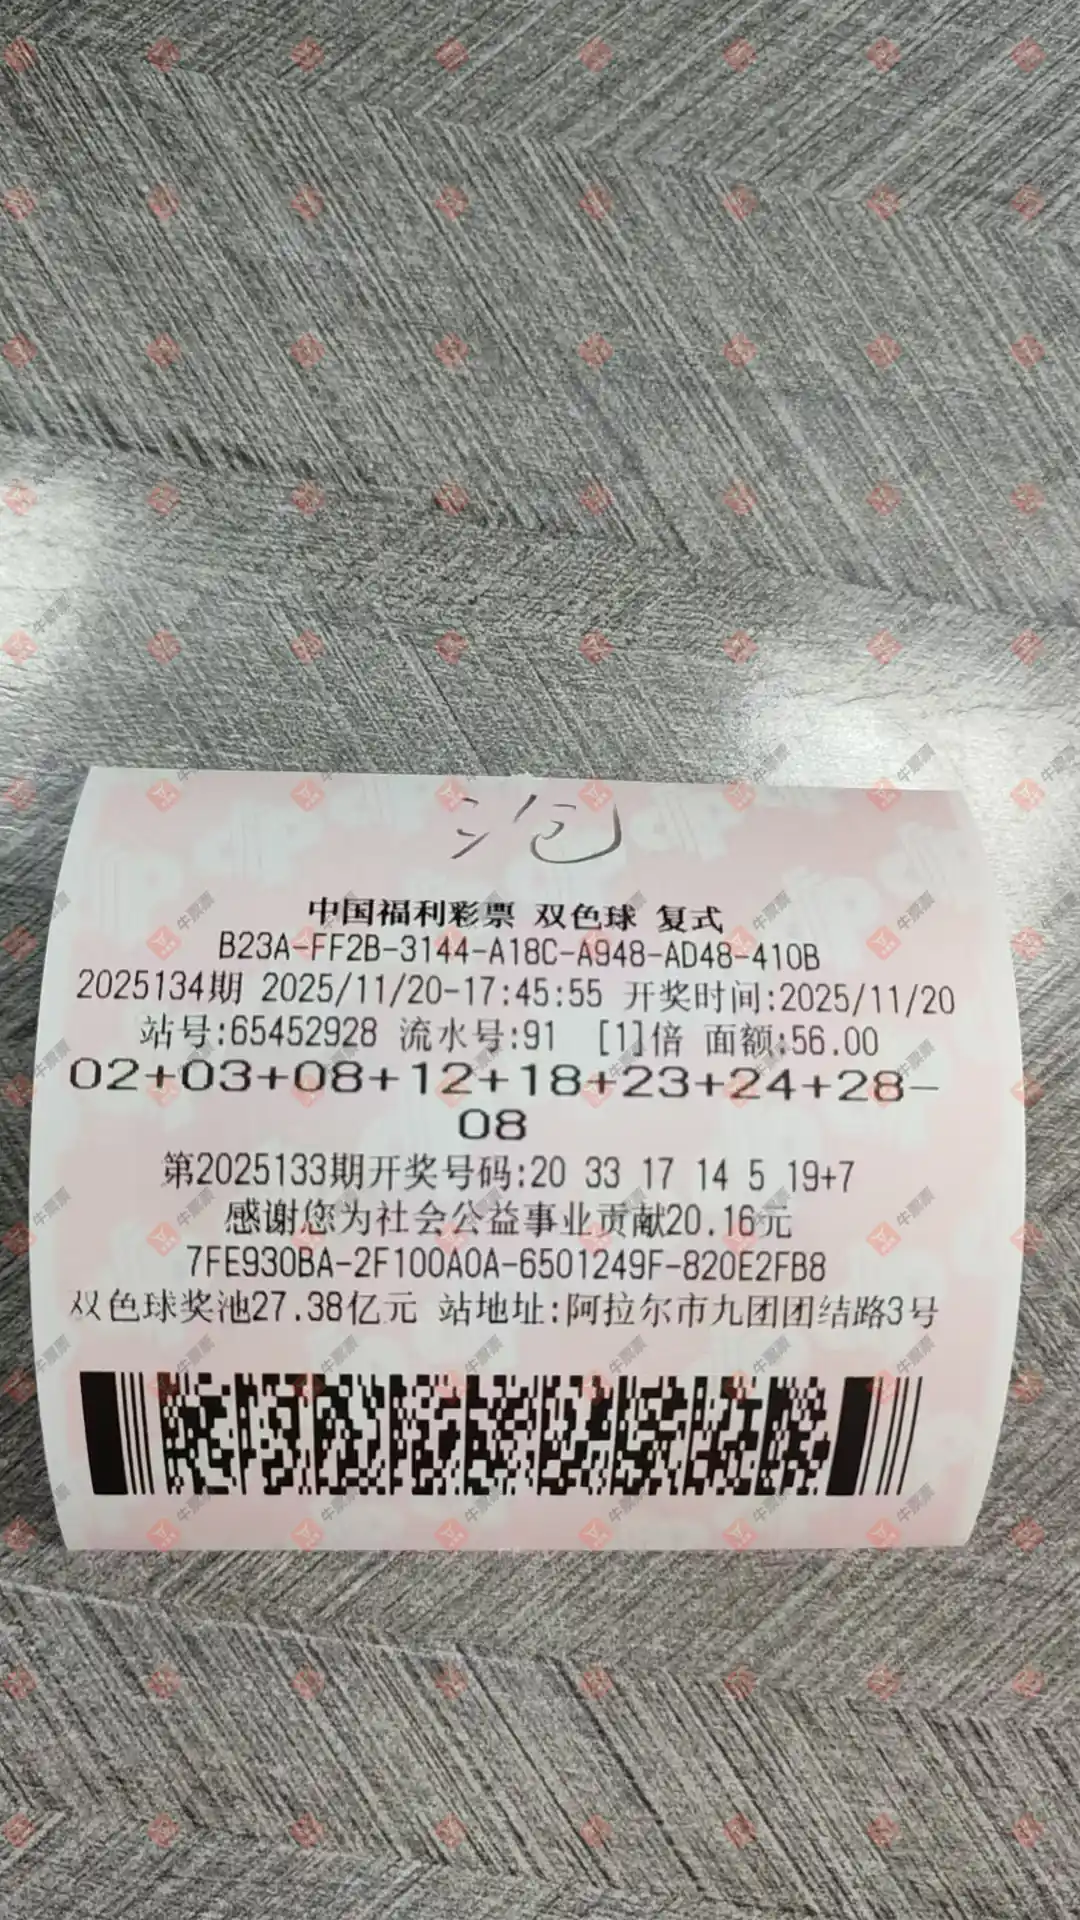 泡
中国福利彩票 双色球 复式
B23A-FF2B-3144-A18C-A948-AD48-410B
2025134期 2025/11/20-17:45:55 开奖时间:2025/11/20
站号:65452928 流水号:91 [1]倍 面额:56.00
02+03+08+12+18+23+24+28-
08
第2025133期开奖号码:20 33 17 14 5 19+7
感谢您为社会公益事业贡献20.16元
7FE930BA-2F100A0A-6501249F-820E2FB8
双色球奖池27.38亿元 站地址:阿拉尔市九团团结路3号
牛票票